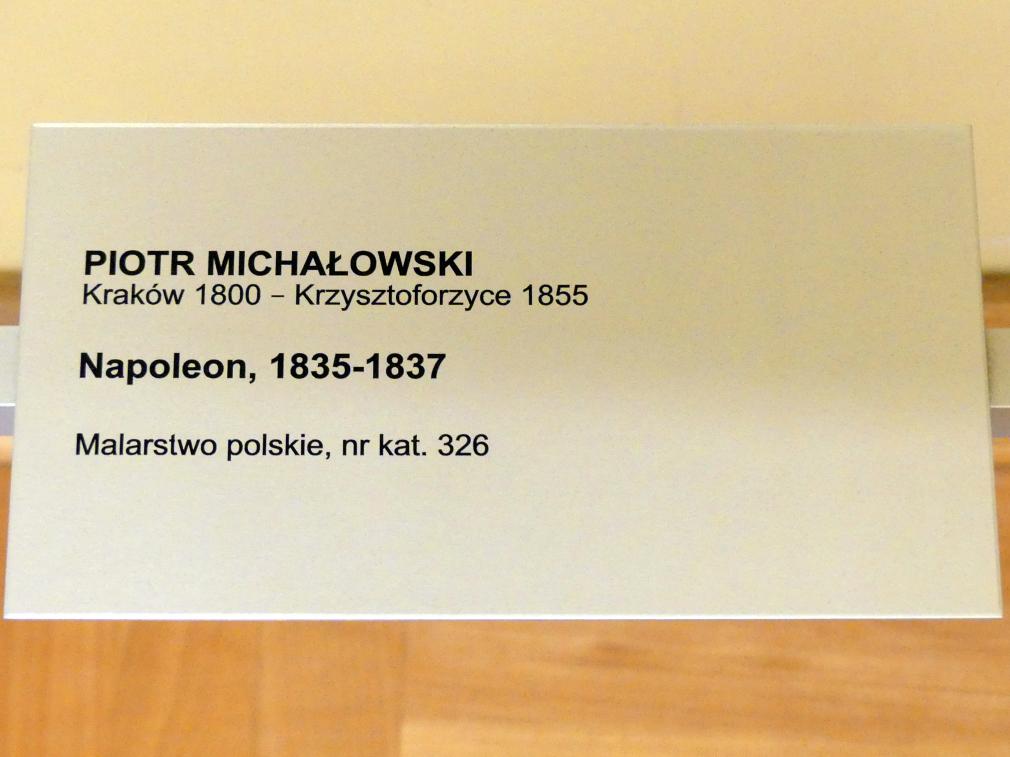 PIOTR MICHAŁOWSKI
Kraków 1800 – Krzysztoforzyce 1855
Napoleon, 1835-1837
Malarstwo polskie, nr kat. 326